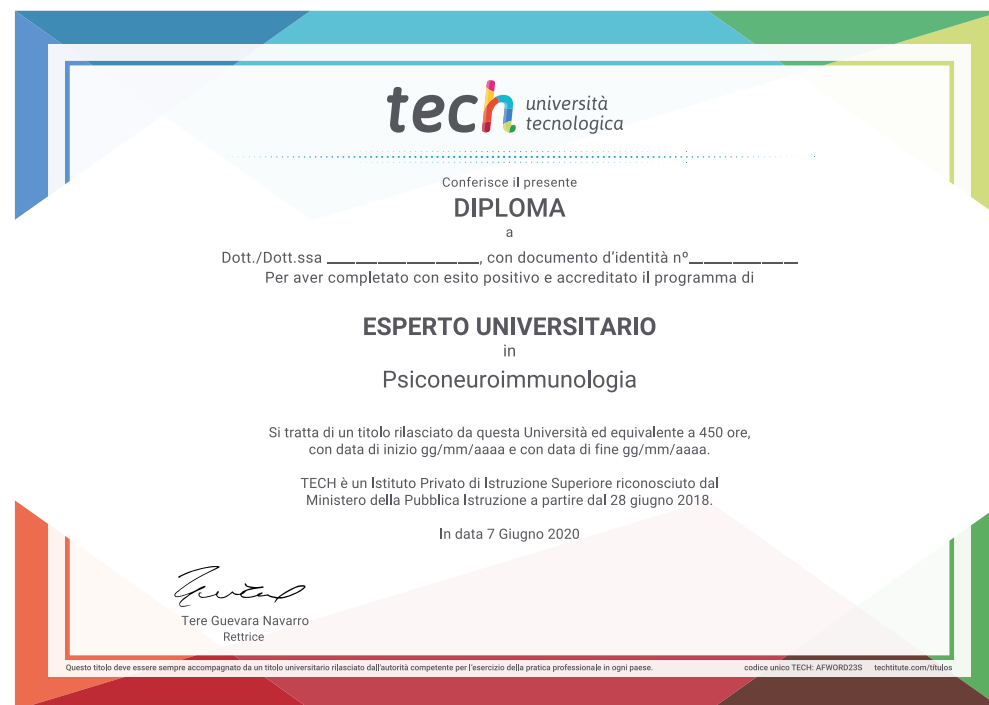 tech università
tecnologica
Conferisce il presente
DIPLOMA
a
Dott./Dott.ssa ________________, con documento d'identità nº____________
Per aver completato con esito positivo e accreditato il programma di
ESPERTO UNIVERSITARIO
in
Psiconeuroimmunologia
Si tratta di un titolo rilasciato da questa Università ed equivalente a 450 ore,
con data di inizio gg/mm/aaaa e con data di fine gg/mm/aaaa.
TECH è un Istituto Privato di Istruzione Superiore riconosciuto dal
Ministero della Pubblica Istruzione a partire dal 28 giugno 2018.
In data 7 Giugno 2020
Tere Guevara Navarro
Rettrice
Questo titolo deve essere sempre accompagnato da un titolo universitario rilasciato dall'autorità competente per l'esercizio della pratica professionale in ogni paese. codice unico TECH: AFWORD23S techtitute.com/títulos